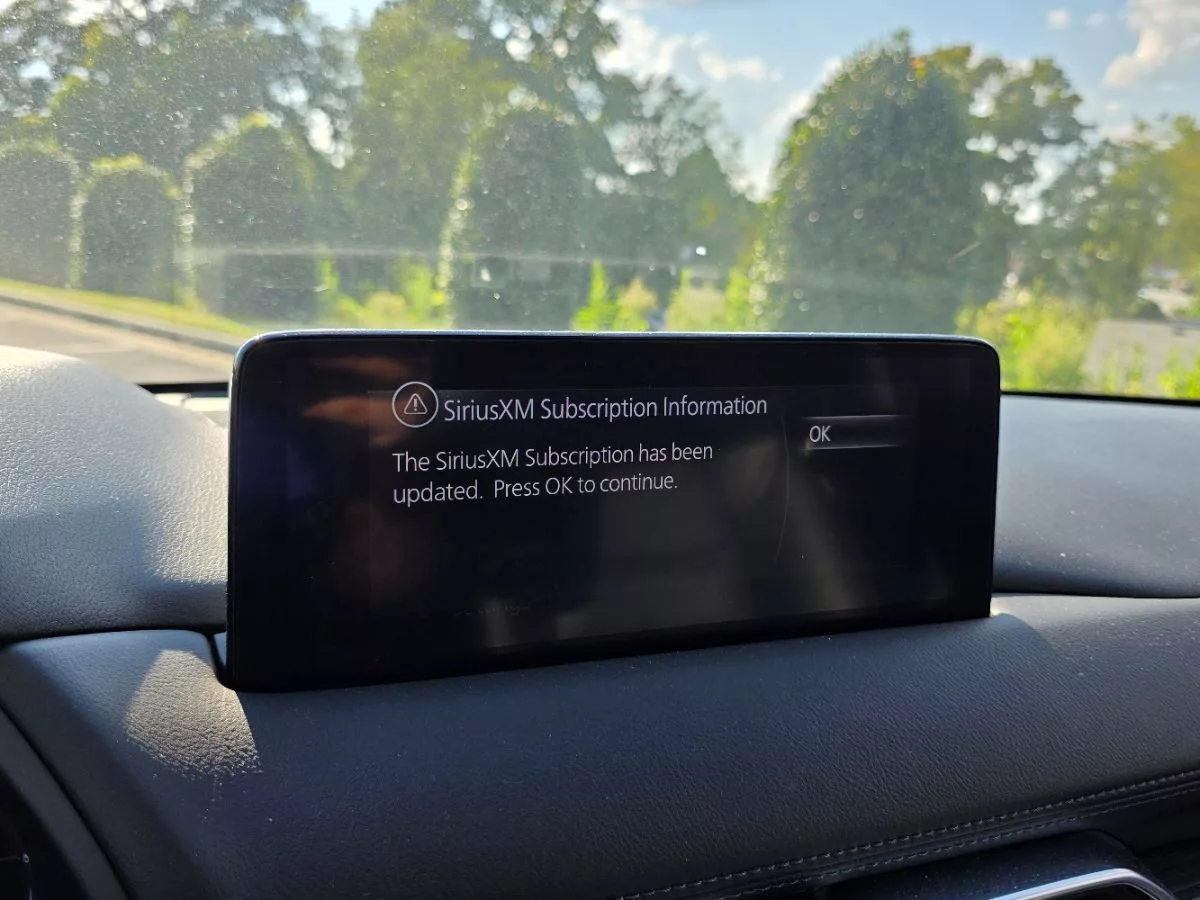 SiriusXM Subscription Information
OK
The SiriusXM Subscription has been
updated. Press OK to continue.